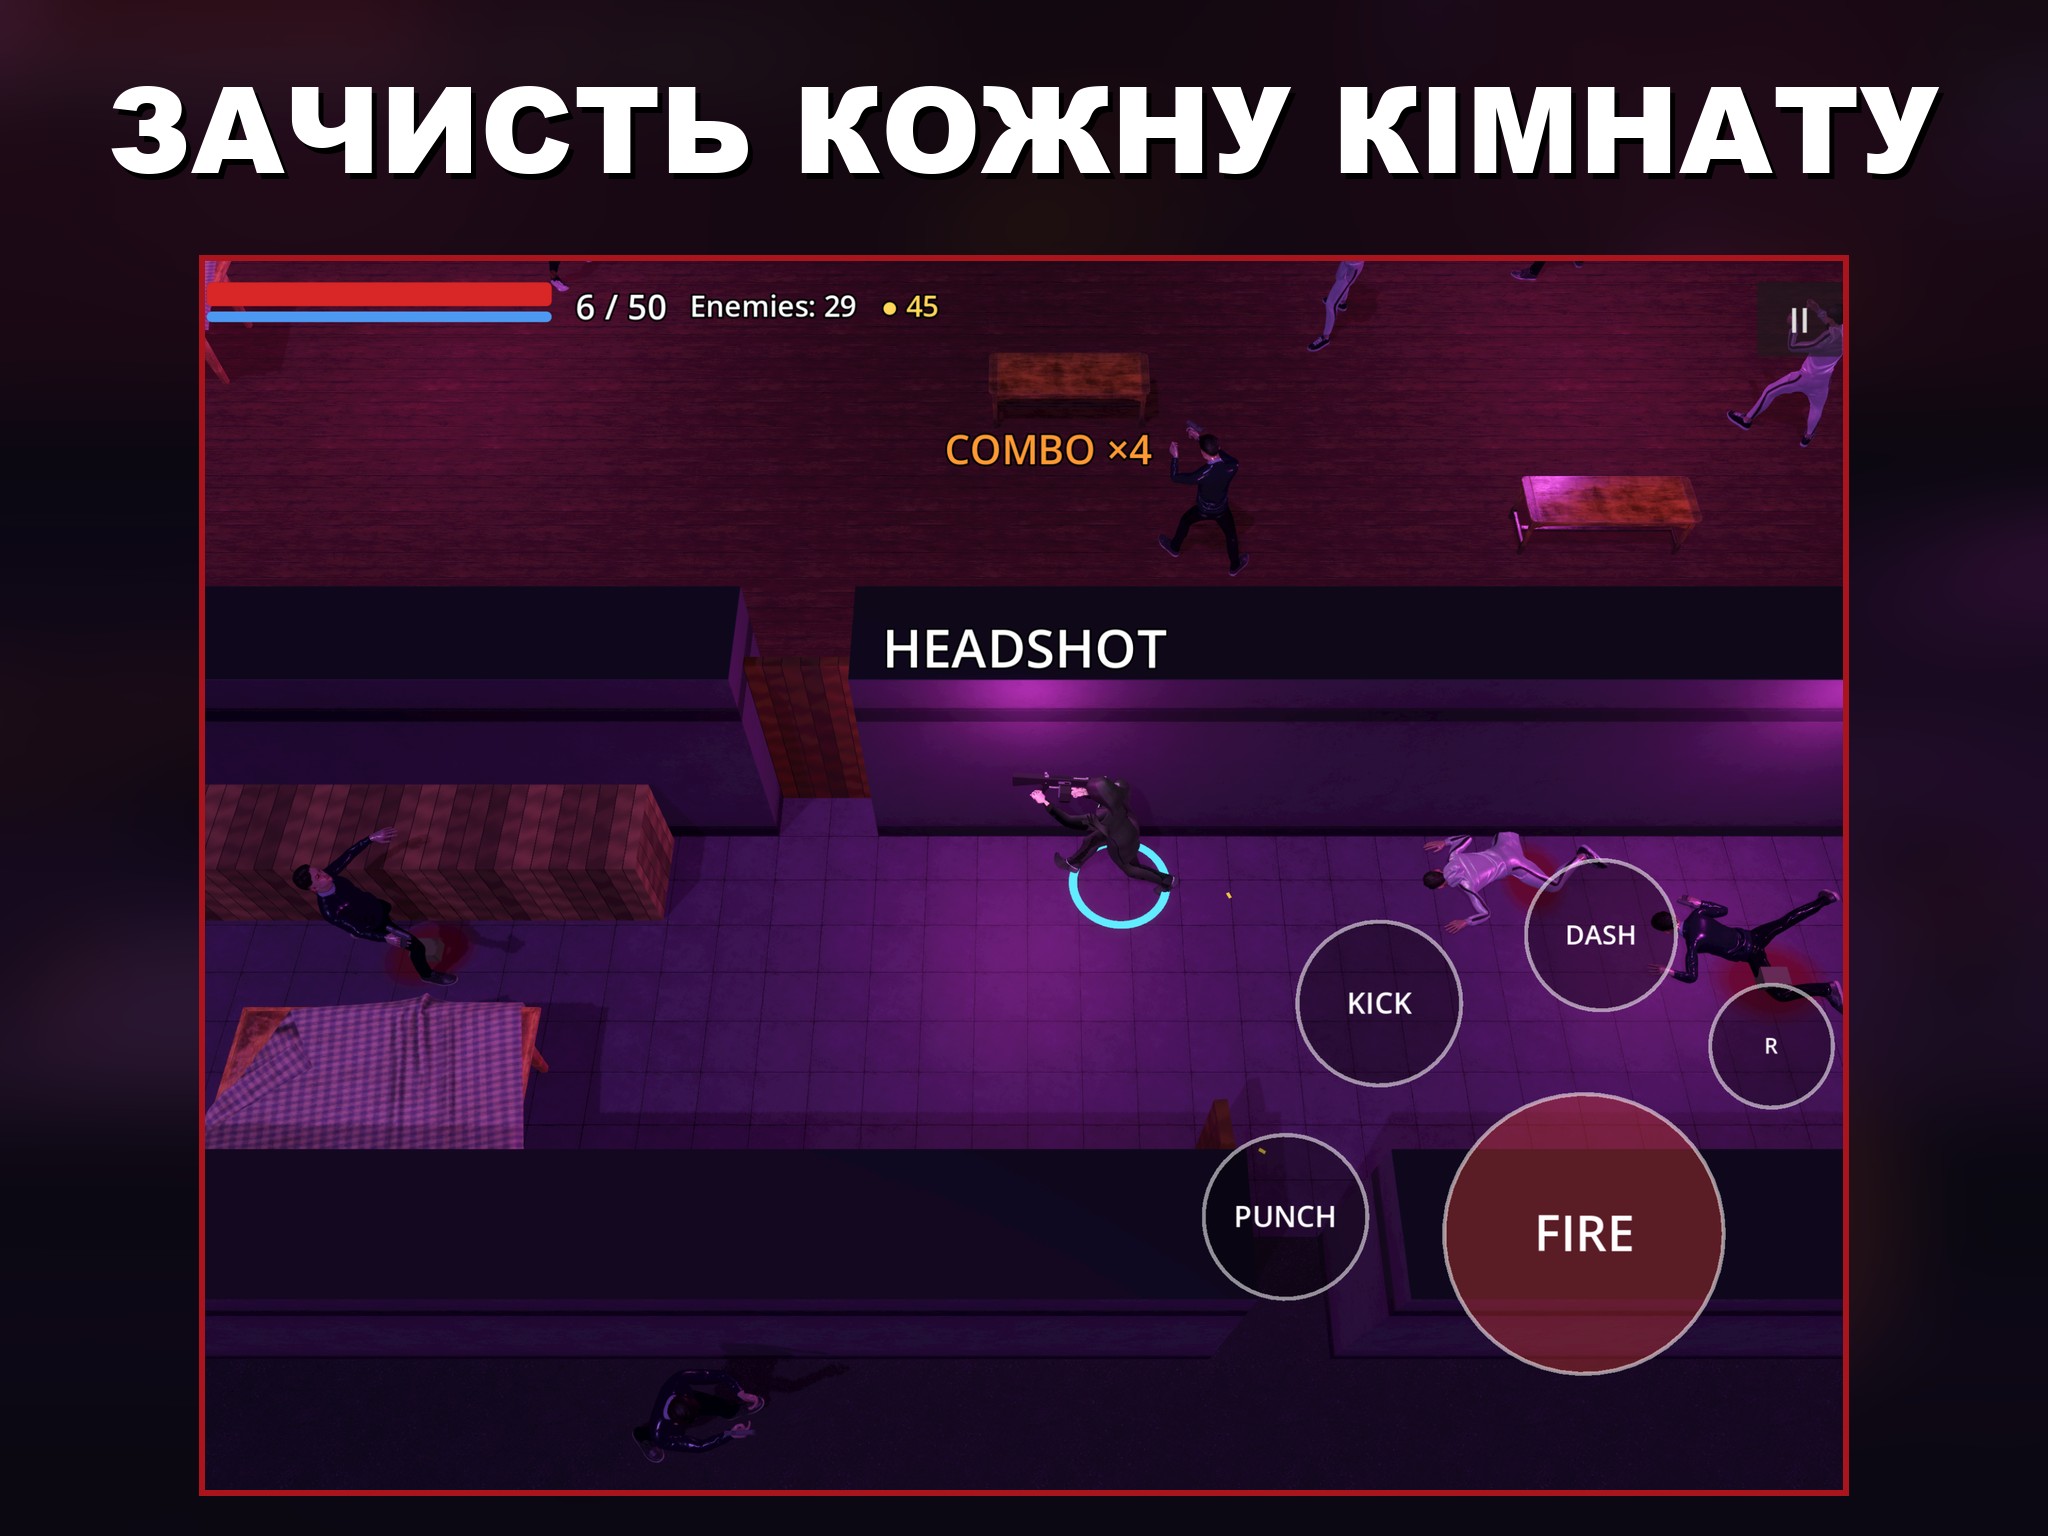 ЗАЧИСТЬ КОЖНУ КІМНАТУ
6 / 50 Enemies: 29 45
COMBO ×4
HEADSHOT
DASH
KICK
R
PUNCH
FIRE